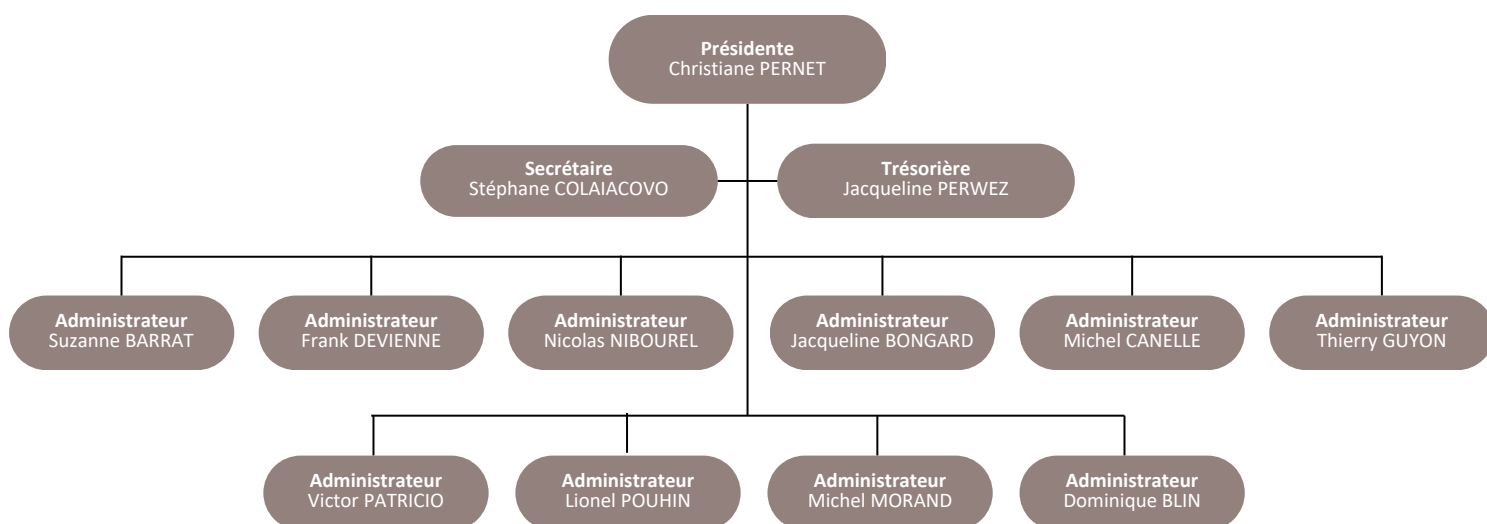 Présidente
Christiane PERNET
Secrétaire
Stéphane COLAIACOVO
Trésorière
Jacqueline PERWEZ
Administrateur
Suzanne BARRAT
Administrateur
Frank DEVIENNE
Administrateur
Nicolas NIBOUREL
Administrateur
Jacqueline BONGARD
Administrateur
Michel CANELLE
Administrateur
Thierry GUYON
Administrateur
Victor PATRICIO
Administrateur
Lionel POUHIN
Administrateur
Michel MORAND
Administrateur
Dominique BLIN